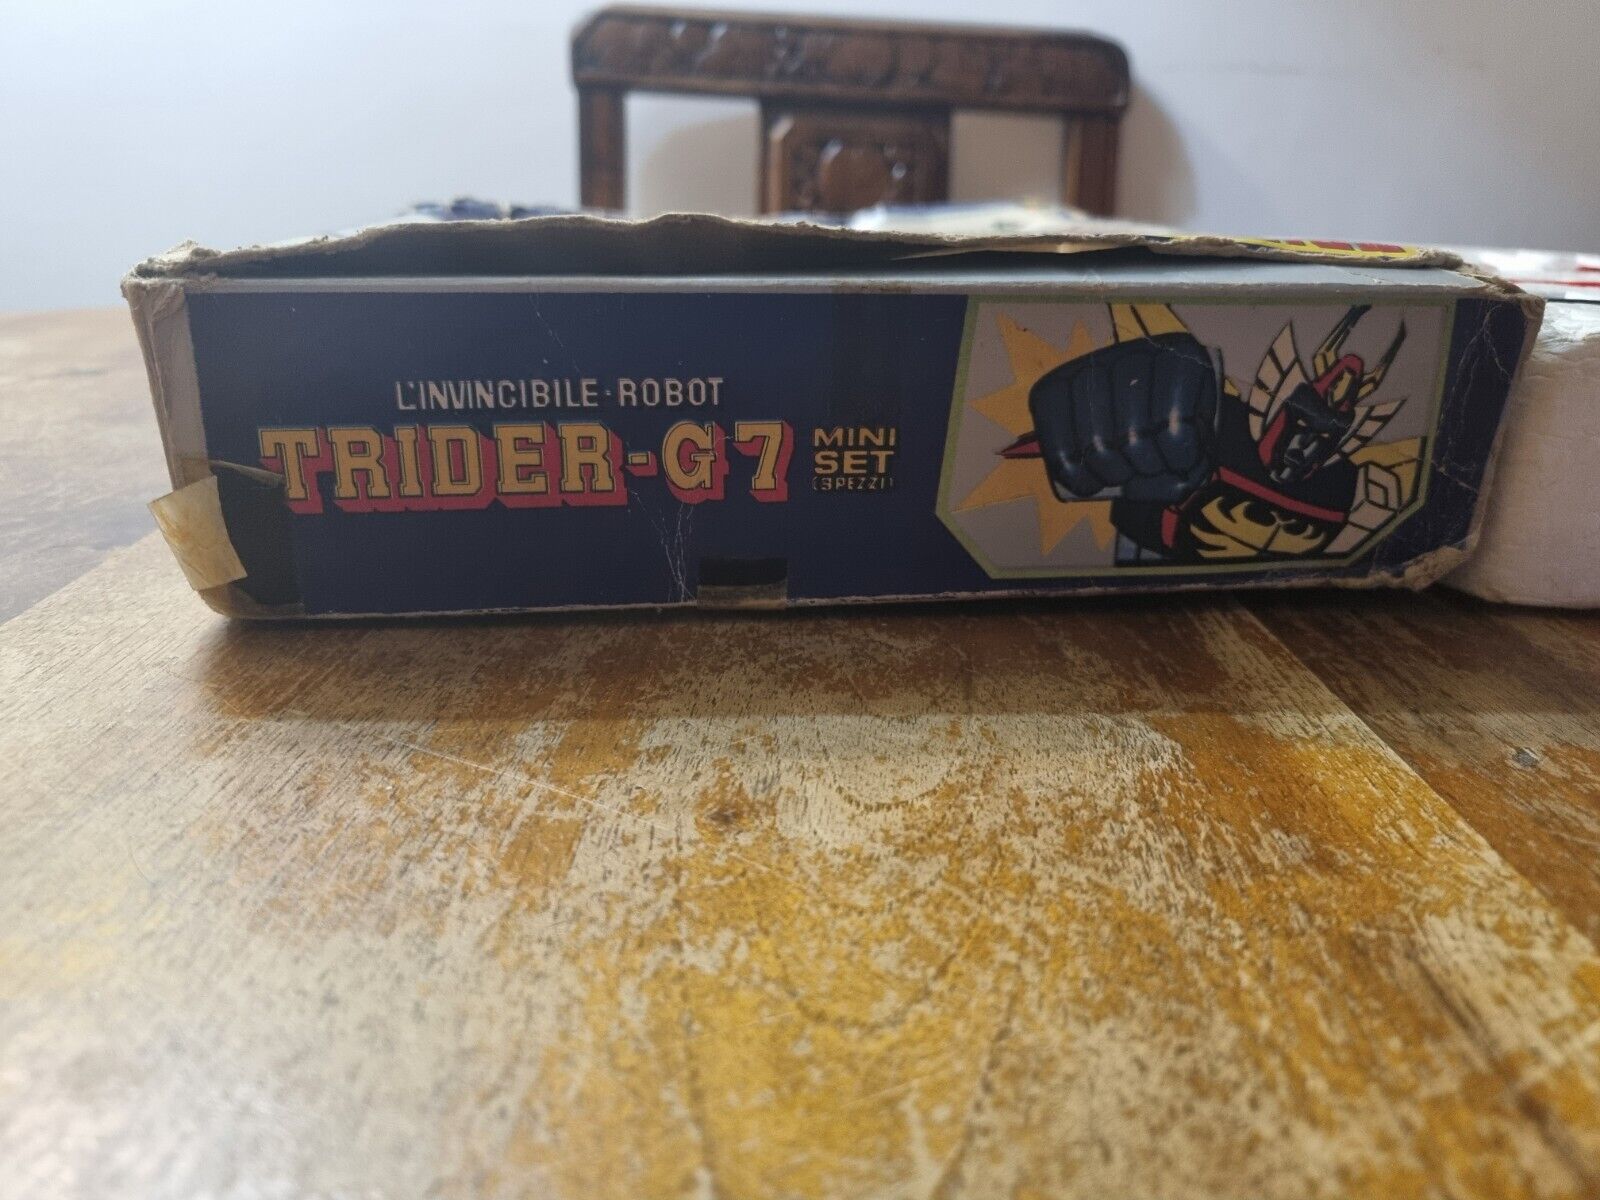 L'INVINCIBILE·ROBOT
TRIDER-G7
MINI
SET
(3 PEZZI)